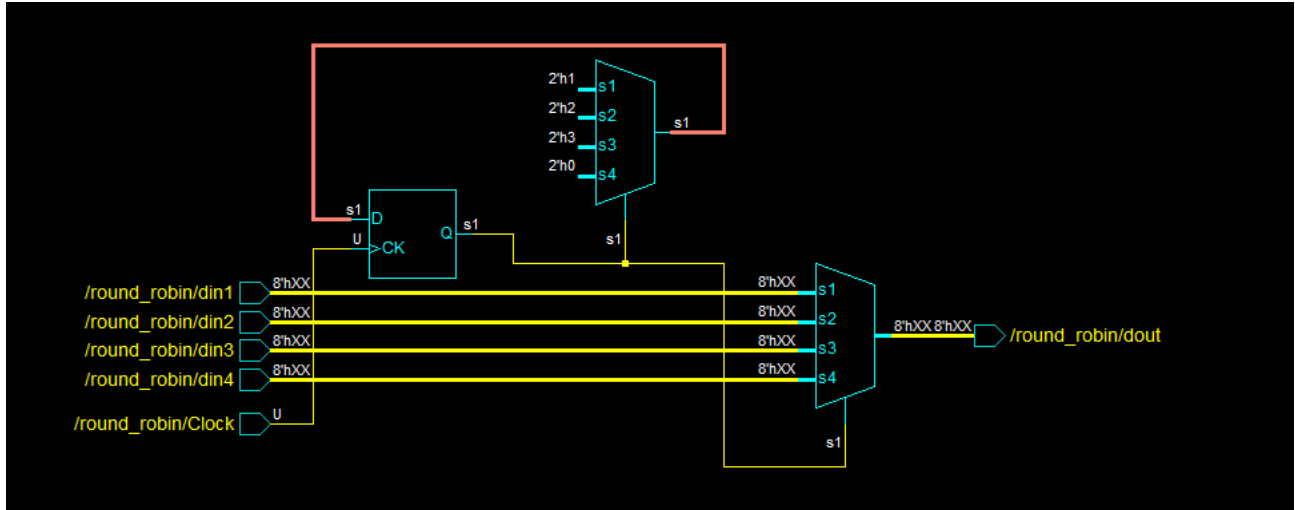 2'h1
s1
2'h2
s2
s1
2'h3
s3
2'h0
s4
s1
D
Q
s1
U
CK
s1
/round_robin/din1
8'hXX
8'hXX
s1
/round_robin/din2
8'hXX
8'hXX
s2
8'hXX 8'hXX
/round_robin/dout
/round_robin/din3
8'hXX
8'hXX
s3
/round_robin/din4
8'hXX
8'hXX
s4
/round_robin/Clock
U
s1